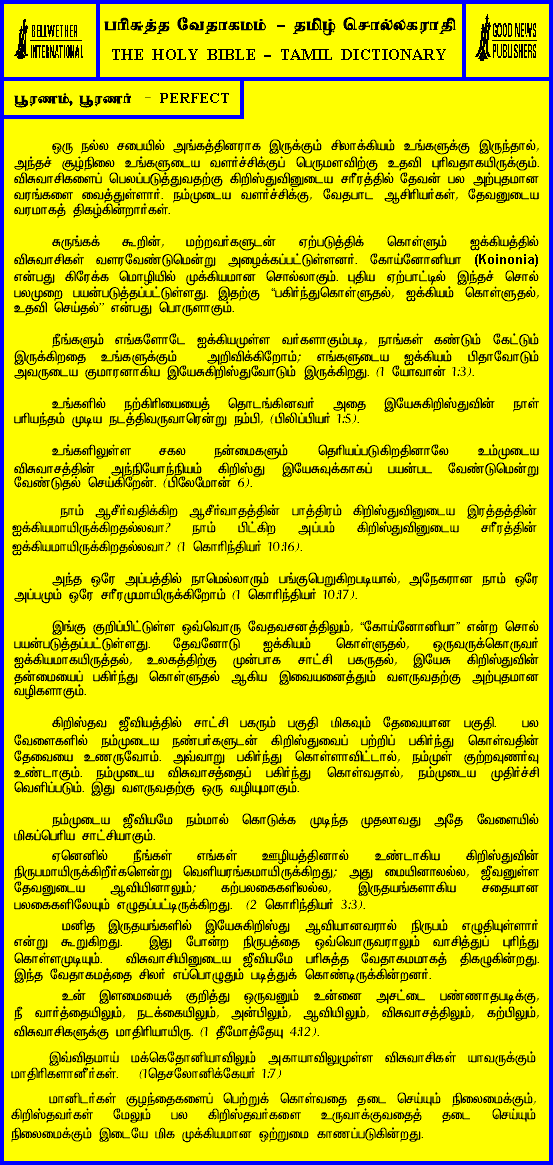 BELLWETHER
INTERNATIONAL
பரிசுத்த வேதாகமம் – தமிழ் சொல்லகராதி
THE HOLY BIBLE – TAMIL DICTIONARY
GOOD NEWS
PUBLISHERS
பூரணம், பூரணர் – PERFECT
ஒரு நல்ல சபையில் அங்கத்தினராக இருக்கும் சிலாக்கியம் உங்களுக்கு இருந்தால்,
அந்தச் சூழ்நிலை உங்களுடைய வளர்ச்சிக்குப் பெருமளவிற்கு உதவி புரிவதாகயிருக்கும்.
விசுவாசிகளைப் பெலப்படுத்துவதற்கு கிறிஸ்துவினுடைய சரீரத்தில் தேவன் பல அற்புதமான
வரங்களை வைத்துள்ளார். நம்முடைய வளர்ச்சிக்கு, வேதபாட ஆசிரியர்கள், தேவனுடைய
வரமாகத் திகழ்கின்றார்கள்.
சுருங்கக் கூறின், மற்றவர்களுடன் ஏற்படுத்திக் கொள்ளும் ஐக்கியத்தில்
விசுவாசிகள் வளரவேண்டுமென்று அழைக்கப்பட்டுள்ளனர். கோய்னோனியா (Koinonia)
என்பது கிரேக்க மொழியில் முக்கியமான சொல்லாகும். புதிய ஏற்பாட்டில் இந்தச் சொல்
பலமுறை பயன்படுத்தப்பட்டுள்ளது. இதற்கு “பகிர்ந்துகொள்ளுதல், ஐக்கியம் கொள்ளுதல்,
உதவி செய்தல்” என்பது பொருளாகும்.
நீங்களும் எங்களோடே ஐக்கியமுள்ள வர்களாகும்படி, நாங்கள் கண்டும் கேட்டும்
இருக்கிறதை உங்களுக்கும் அறிவிக்கிறோம்; எங்களுடைய ஐக்கியம் பிதாவோடும்
அவருடைய குமாரனாகிய இயேசுகிறிஸ்துவோடும் இருக்கிறது. (1 யோவான் 1:3).
உங்களில் நற்கிரியையைத் தொடங்கினவர் அதை இயேசுகிறிஸ்துவின் நாள்
பரியந்தம் முடிய நடத்திவருவாரென்று நம்பி, (பிலிப்பியர் 1:5).
உங்களிலுள்ள சகல நன்மைகளும் தெரியப்படுகிறதினாலே உம்முடைய
விசுவாசத்தின் அந்நியோந்நியம் கிறிஸ்து இயேசுவுக்காகப் பயன்பட வேண்டுமென்று
வேண்டுதல் செய்கிறேன். (பிலேமோன் 6).
நாம் ஆசீர்வதிக்கிற ஆசீர்வாதத்தின் பாத்திரம் கிறிஸ்துவினுடைய இரத்தத்தின்
ஐக்கியமாயிருக்கிறதல்லவா? நாம் பிட்கிற அப்பம் கிறிஸ்துவினுடைய சரீரத்தின்
ஐக்கியமாயிருக்கிறதல்லவா? (1 கொரிந்தியர் 10:16).
அந்த ஒரே அப்பத்தில் நாமெல்லாரும் பங்குபெறுகிறபடியால், அநேகரான நாம் ஒரே
அப்பமும் ஒரே சரீரமுமாயிருக்கிறோம் (1 கொரிந்தியர் 10:17).
இங்கு குறிப்பிட்டுள்ள ஒவ்வொரு வேதவசனத்திலும், “கோய்னோனியா” என்ற சொல்
பயன்படுத்தப்பட்டுள்ளது. தேவனோடு ஐக்கியம் கொள்ளுதல், ஒருவருக்கொருவர்
ஐக்கியமாகயிருத்தல், உலகத்திற்கு முன்பாக சாட்சி பகருதல், இயேசு கிறிஸ்துவின்
தன்மையைப் பகிர்ந்து கொள்ளுதல் ஆகிய இவையனைத்தும் வளருவதற்கு அற்புதமான
வழிகளாகும்.
கிறிஸ்தவ ஜீவியத்தில் சாட்சி பகரும் பகுதி மிகவும் தேவையான பகுதி. பல
வேளைகளில் நம்முடைய நண்பர்களுடன் கிறிஸ்துவைப் பற்றிப் பகிர்ந்து கொள்வதின்
தேவையை உணருவோம். அவ்வாறு பகிர்ந்து கொள்ளாவிட்டால், நம்முள் குற்றவுணர்வு
உண்டாகும். நம்முடைய விசுவாசத்தைப் பகிர்ந்து கொள்வதால், நம்முடைய முதிர்ச்சி
வெளிப்படும். இது வளருவதற்கு ஒரு வழியுமாகும்.
நம்முடைய ஜீவியமே நம்மால் கொடுக்க முடிந்த முதலாவது அதே வேளையில்
மிகப்பெரிய சாட்சியாகும்.
ஏனெனில் நீங்கள் எங்கள் ஊழியத்தினால் உண்டாகிய கிறிஸ்துவின்
நிருபமாயிருக்கிறீர்களென்று வெளியரங்கமாயிருக்கிறது; அது மையினாலல்ல, ஜீவனுள்ள
தேவனுடைய ஆவியினாலும்; கற்பலகைகளிலல்ல, இருதயங்களாகிய சதையான
பலகைகளிலேயும் எழுதப்பட்டிருக்கிறது. (2 கொரிந்தியர் 3:3).
மனித இருதயங்களில் இயேசுகிறிஸ்து ஆவியானவரால் நிருபம் எழுதியுள்ளார்
என்று கூறுகிறது. இது போன்ற நிருபத்தை ஒவ்வொருவராலும் வாசித்துப் புரிந்து
கொள்ளமுடியும். விசுவாசியினுடைய ஜீவியமே பரிசுத்த வேதாகமமாகத் திகழுகின்றது.
இந்த வேதாகமத்தை சிலர் எப்பொழுதும் படித்துக் கொண்டிருக்கின்றனர்.
உன் இளமையைக் குறித்து ஒருவனும் உன்னை அசட்டை பண்ணாதபடிக்கு,
நீ வார்த்தையிலும், நடக்கையிலும், அன்பிலும், ஆவியிலும், விசுவாசத்திலும், கற்பிலும்,
விசுவாசிகளுக்கு மாதிரியாயிரு. (1 தீமோத்தேயு 4:12).
இவ்விதமாய் மக்கெதோனியாவிலும் அகாயாவிலுமுள்ள விசுவாசிகள் யாவருக்கும்
மாதிரிகளானீர்கள். (1தெசலோனிக்கேயர் 1:7)
மானிடர்கள் குழந்தைகளைப் பெற்றுக் கொள்வதை தடை செய்யும் நிலைமைக்கும்,
கிறிஸ்தவர்கள் மேலும் பல கிறிஸ்தவர்களை உருவாக்குவதைத் தடை செய்யும்
நிலைமைக்கும் இடையே மிக முக்கியமான ஒற்றுமை காணப்படுகின்றது.